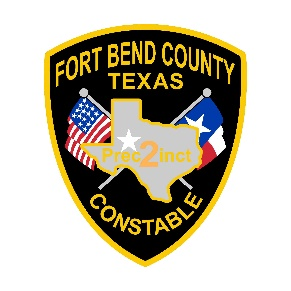 FORT BEND COUNTY
TEXAS
Prec2inct
CONSTABLE